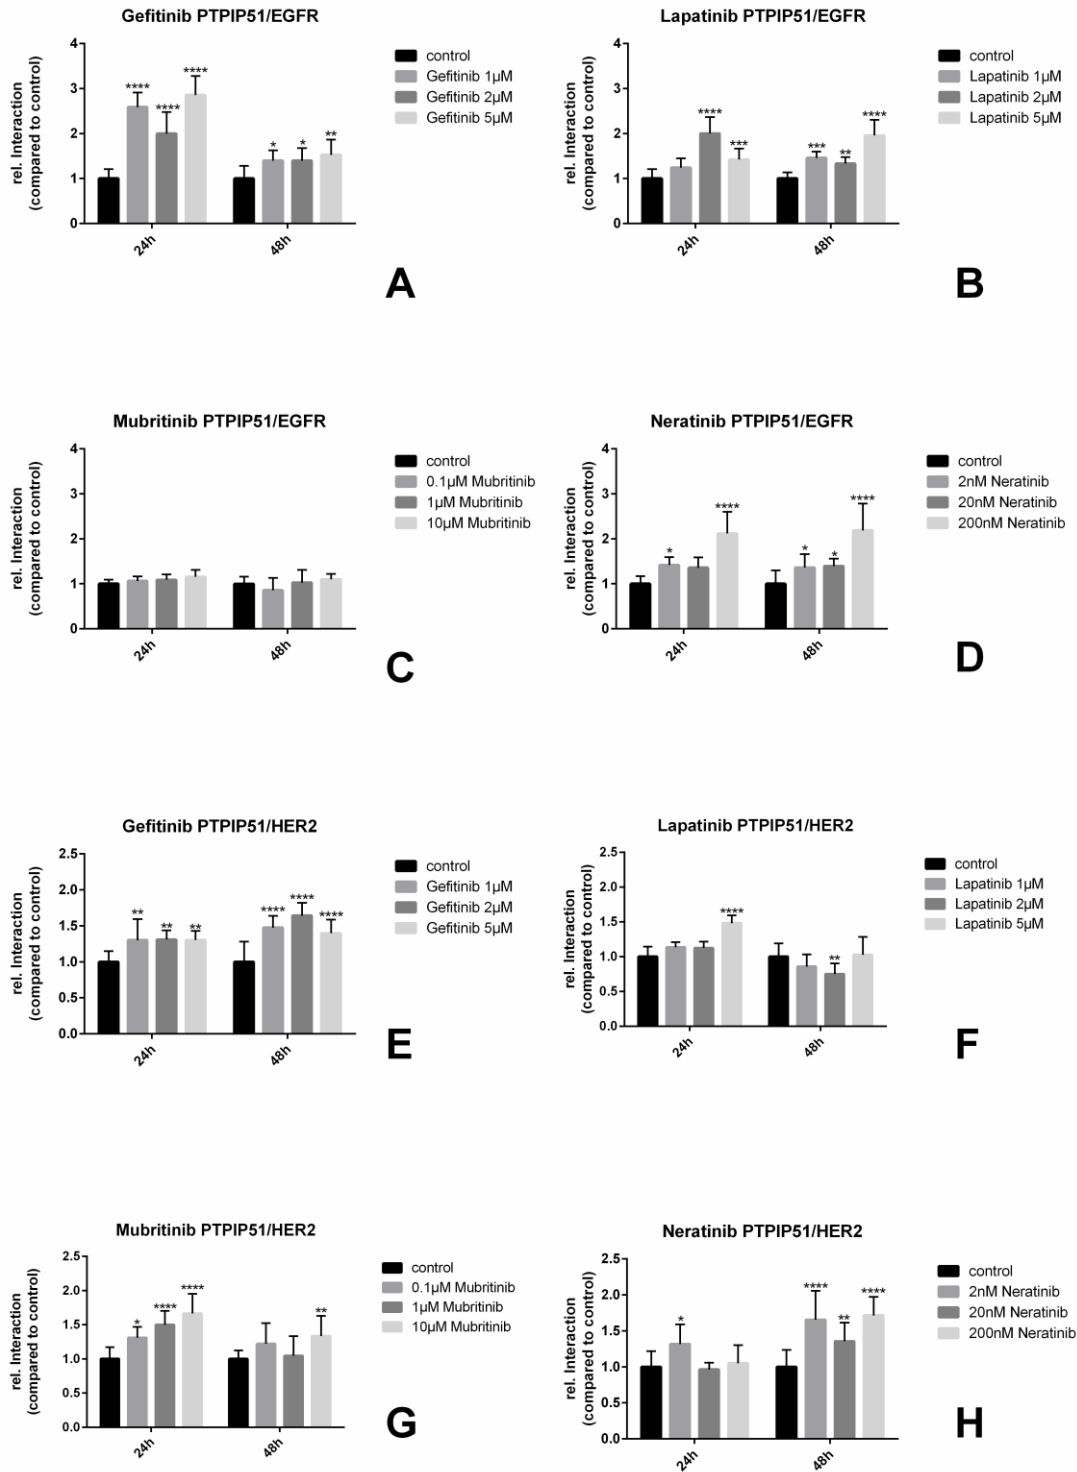 Gefitinib PTPIP51/EGFR
rel. Interaction
(compared to control)
4
3
2
1
0
**** **** ****
* * **
24h 48h
control
Gefitinib 1µM
Gefitinib 2µM
Gefitinib 5µM
A
Lapatinib PTPIP51/EGFR
rel. Interaction
(compared to control)
4
3
2
1
0
**** ***
*** ** ****
24h 48h
control
Lapatinib 1µM
Lapatinib 2µM
Lapatinib 5µM
B
Mubritinib PTPIP51/EGFR
rel. Interaction
(compared to control)
4
3
2
1
0
24h 48h
control
0.1µM Mubritinib
1µM Mubritinib
10µM Mubritinib
C
Neratinib PTPIP51/EGFR
rel. Interaction
(compared to control)
4
3
2
1
0
* ****
* * ****
24h 48h
control
2nM Neratinib
20nM Neratinib
200nM Neratinib
D
Gefitinib PTPIP51/HER2
rel. Interaction
(compared to control)
2.5
2.0
1.5
1.0
0.5
0.0
** ** **
**** **** ****
24h 48h
control
Gefitinib 1µM
Gefitinib 2µM
Gefitinib 5µM
E
Lapatinib PTPIP51/HER2
rel. Interaction
(compared to control)
2.5
2.0
1.5
1.0
0.5
0.0
****
**
24h 48h
control
Lapatinib 1µM
Lapatinib 2µM
Lapatinib 5µM
F
Mubritinib PTPIP51/HER2
rel. Interaction
(compared to control)
2.5
2.0
1.5
1.0
0.5
0.0
* **** ****
**
24h 48h
control
0.1µM Mubritinib
1µM Mubritinib
10µM Mubritinib
G
Neratinib PTPIP51/HER2
rel. Interaction
(compared to control)
2.5
2.0
1.5
1.0
0.5
0.0
*
**** ** ****
24h 48h
control
2nM Neratinib
20nM Neratinib
200nM Neratinib
H